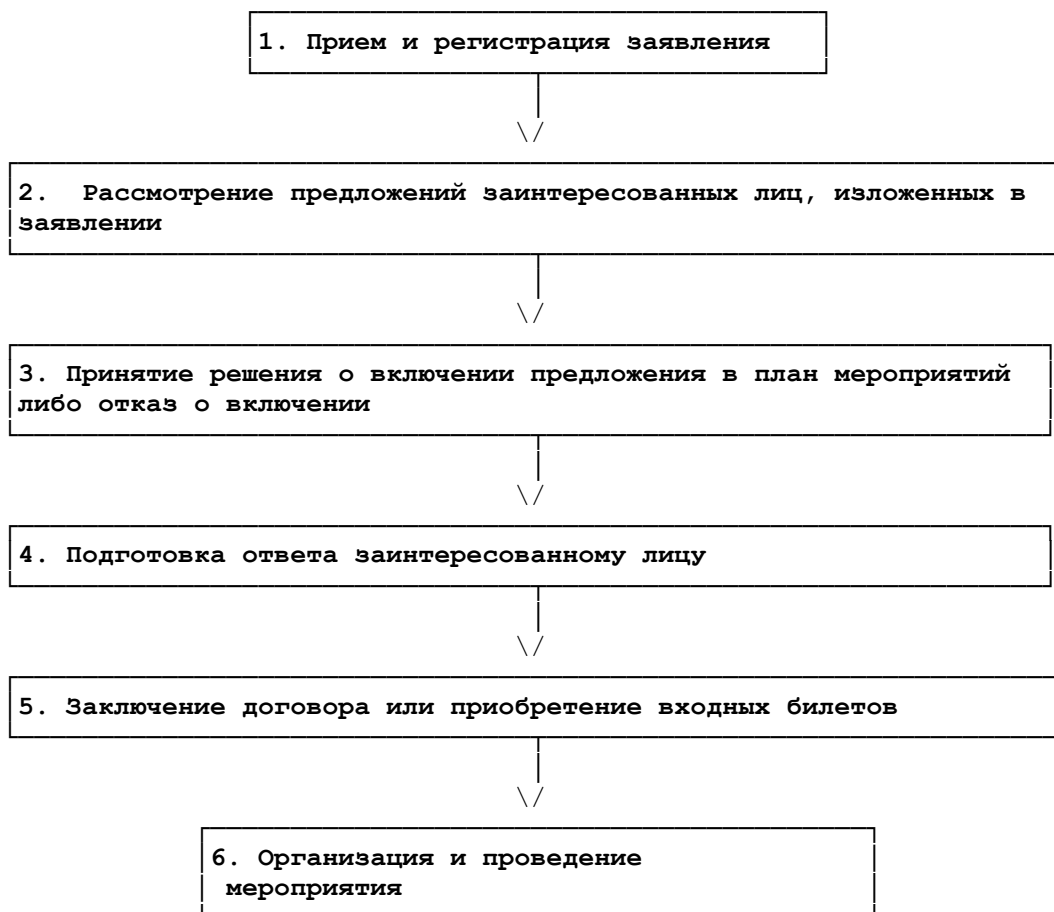 1. Прием и регистрация заявления
2. Рассмотрение предложений заинтересованных лиц, изложенных в
заявлении
3. Принятие решения о включении предложения в план мероприятий
либо отказ о включении
4. Подготовка ответа заинтересованному лицу
5. Заключение договора или приобретение входных билетов
6. Организация и проведение
мероприятия